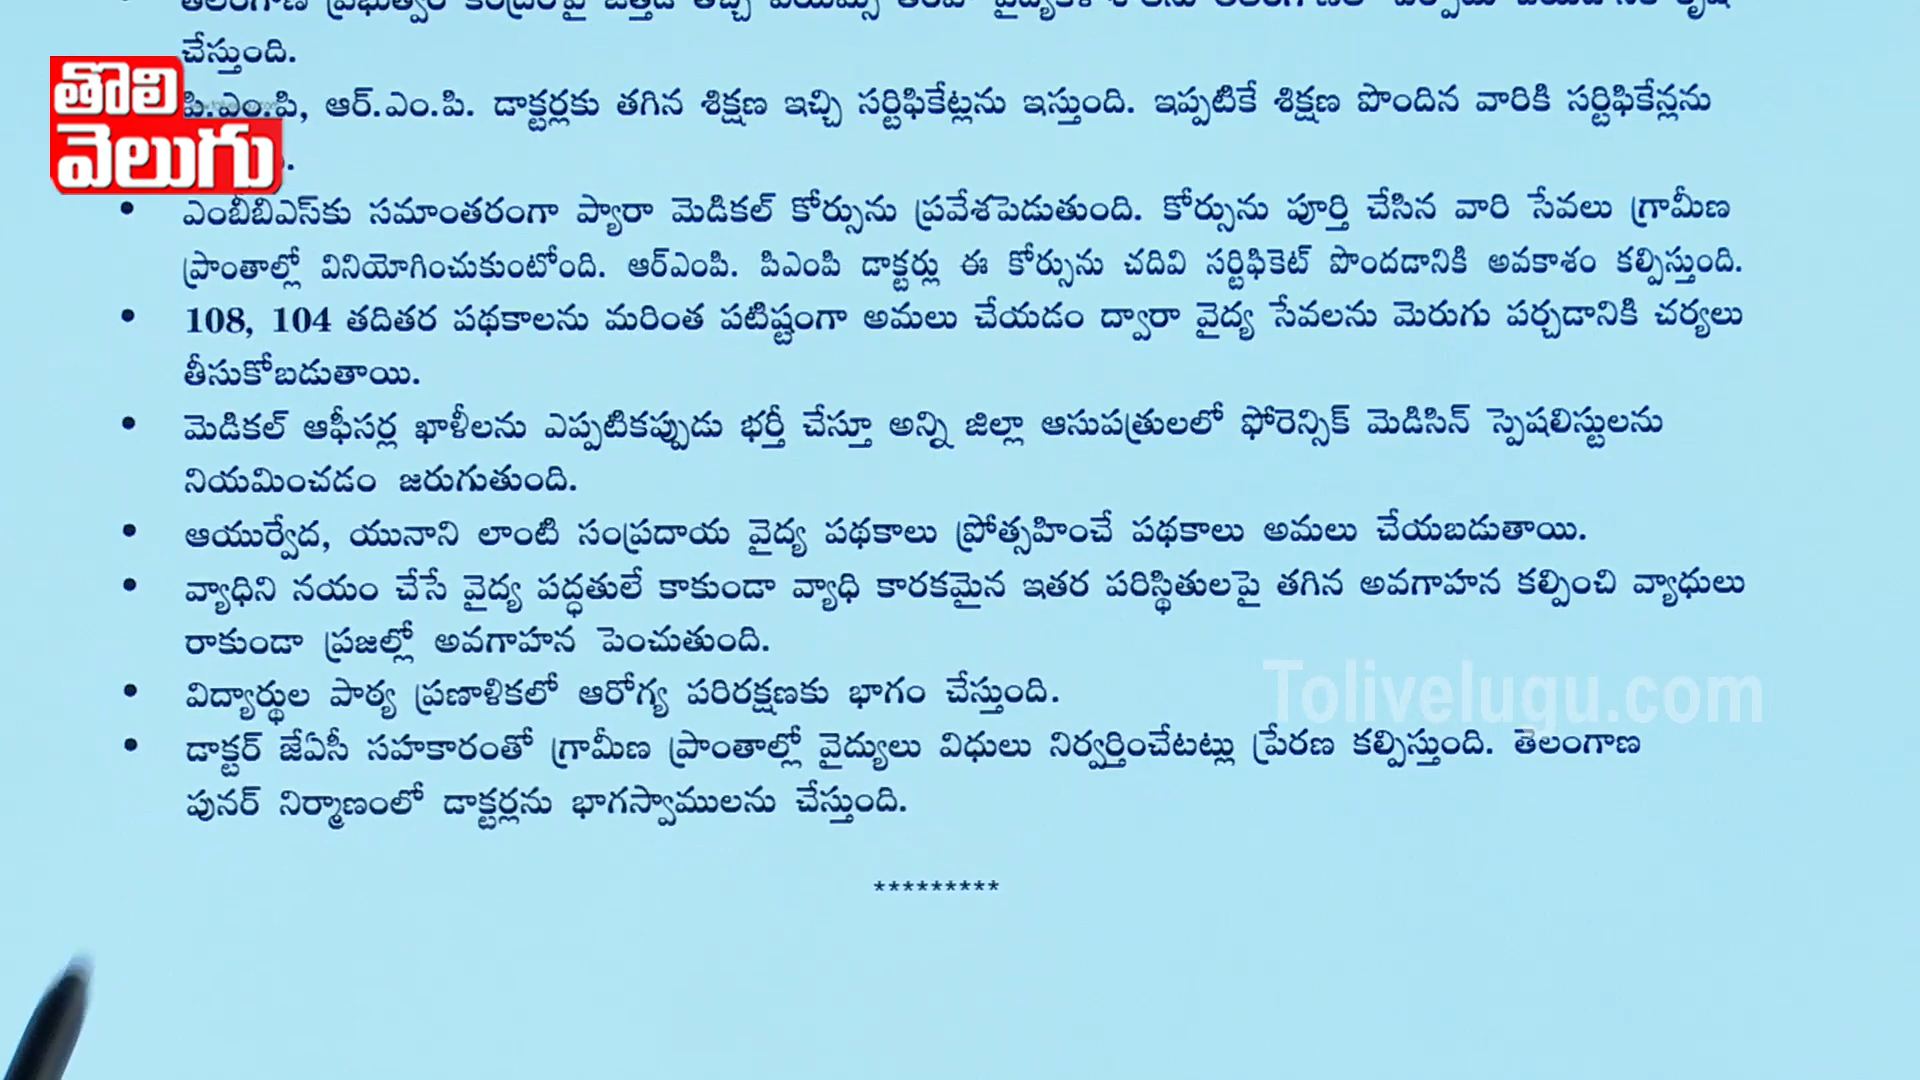 తెలంగాణ ప్రభుత్వం కేంద్రంపై ఒత్తిడి తెచ్చి
చేస్తుంది.
పి.ఎం.పి, ఆర్.ఎం.పి. డాక్టర్లకు తగిన శిక్షణ ఇచ్చి సర్టిఫికేట్లను ఇస్తుంది. ఇప్పటికే శిక్షణ పొందిన వారికి సర్టిఫికేన్లను
తొలి
వెలుగు
• ఎంబీబిఎస్‌కు సమాంతరంగా ప్యారా మెడికల్ కోర్సును ప్రవేశపెడుతుంది. కోర్సును పూర్తి చేసిన వారి సేవలు గ్రామీణ
ప్రాంతాల్లో వినియోగించుకుంటోంది. ఆర్ఎంపి. పిఎంపి డాక్టర్లు ఈ కోర్సును చదివి సర్టిఫికెట్ పొందడానికి అవకాశం కల్పిస్తుంది.
• 108, 104 తదితర పథకాలను మరింత పటిష్టంగా అమలు చేయడం ద్వారా వైద్య సేవలను మెరుగు పర్చడానికి చర్యలు
తీసుకోబడుతాయి.
• మెడికల్ ఆఫీసర్ల ఖాళీలను ఎప్పటికప్పుడు భర్తీ చేస్తూ అన్ని జిల్లా ఆసుపత్రులలో ఫోరెన్సిక్ మెడిసిన్ స్పెషలిస్టులను
నియమించడం జరుగుతుంది.
• ఆయుర్వేద, యునాని లాంటి సంప్రదాయ వైద్య పథకాలు ప్రోత్సహించే పథకాలు అమలు చేయబడుతాయి.
• వ్యాధిని నయం చేసే వైద్య పద్ధతులే కాకుండా వ్యాధి కారకమైన ఇతర పరిస్థితులపై తగిన అవగాహన కల్పించి వ్యాధులు
రాకుండా ప్రజల్లో అవగాహన పెంచుతుంది.
• విద్యార్థుల పాఠ్య ప్రణాళికలో ఆరోగ్య పరిరక్షణకు భాగం చేస్తుంది.
Tolivelugu.com
• డాక్టర్ జేఏసీ సహకారంతో గ్రామీణ ప్రాంతాల్లో వైద్యులు విధులు నిర్వర్తించేటట్లు ప్రేరణ కల్పిస్తుంది. తెలంగాణ
పునర్ నిర్మాణంలో డాక్టర్లను భాగస్వాములను చేస్తుంది.
*********